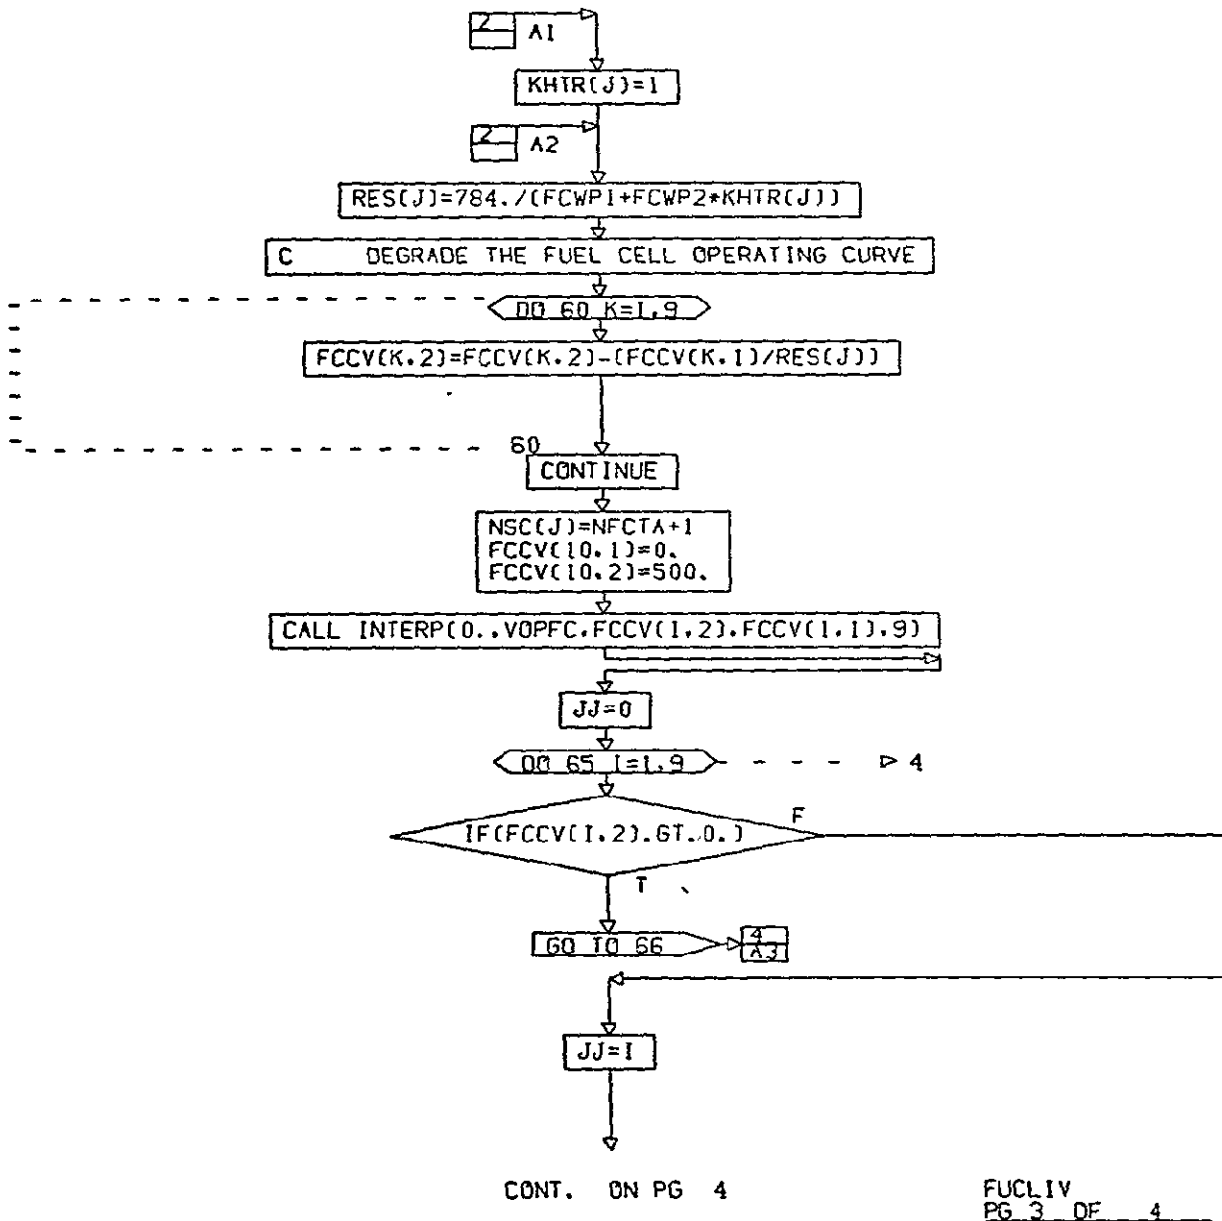 2 A1
KHTR(J)=1
2 A2
RES(J)=784./(FCWP1+FCWP2*KHTR(J))
C DEGRADE THE FUEL CELL OPERATING CURVE
DO 60 K=1,9
FCCV(K,2)=FCCV(K,2)-(FCCV(K,1)/RES(J))
60
CONTINUE
NSC(J)=NFCTA+1
FCCV(10,1)=0.
FCCV(10,2)=500.
CALL INTERP(0.,VOPFC,FCCV(1,2),FCCV(1,1),9)
JJ=0
DO 65 I=1,9
4
IF(FCCV(I,2).GT.0.)
F
T
GO TO 66
4
A3
JJ=I
CONT. ON PG 4
FUCLIV
PG 3 OF 4